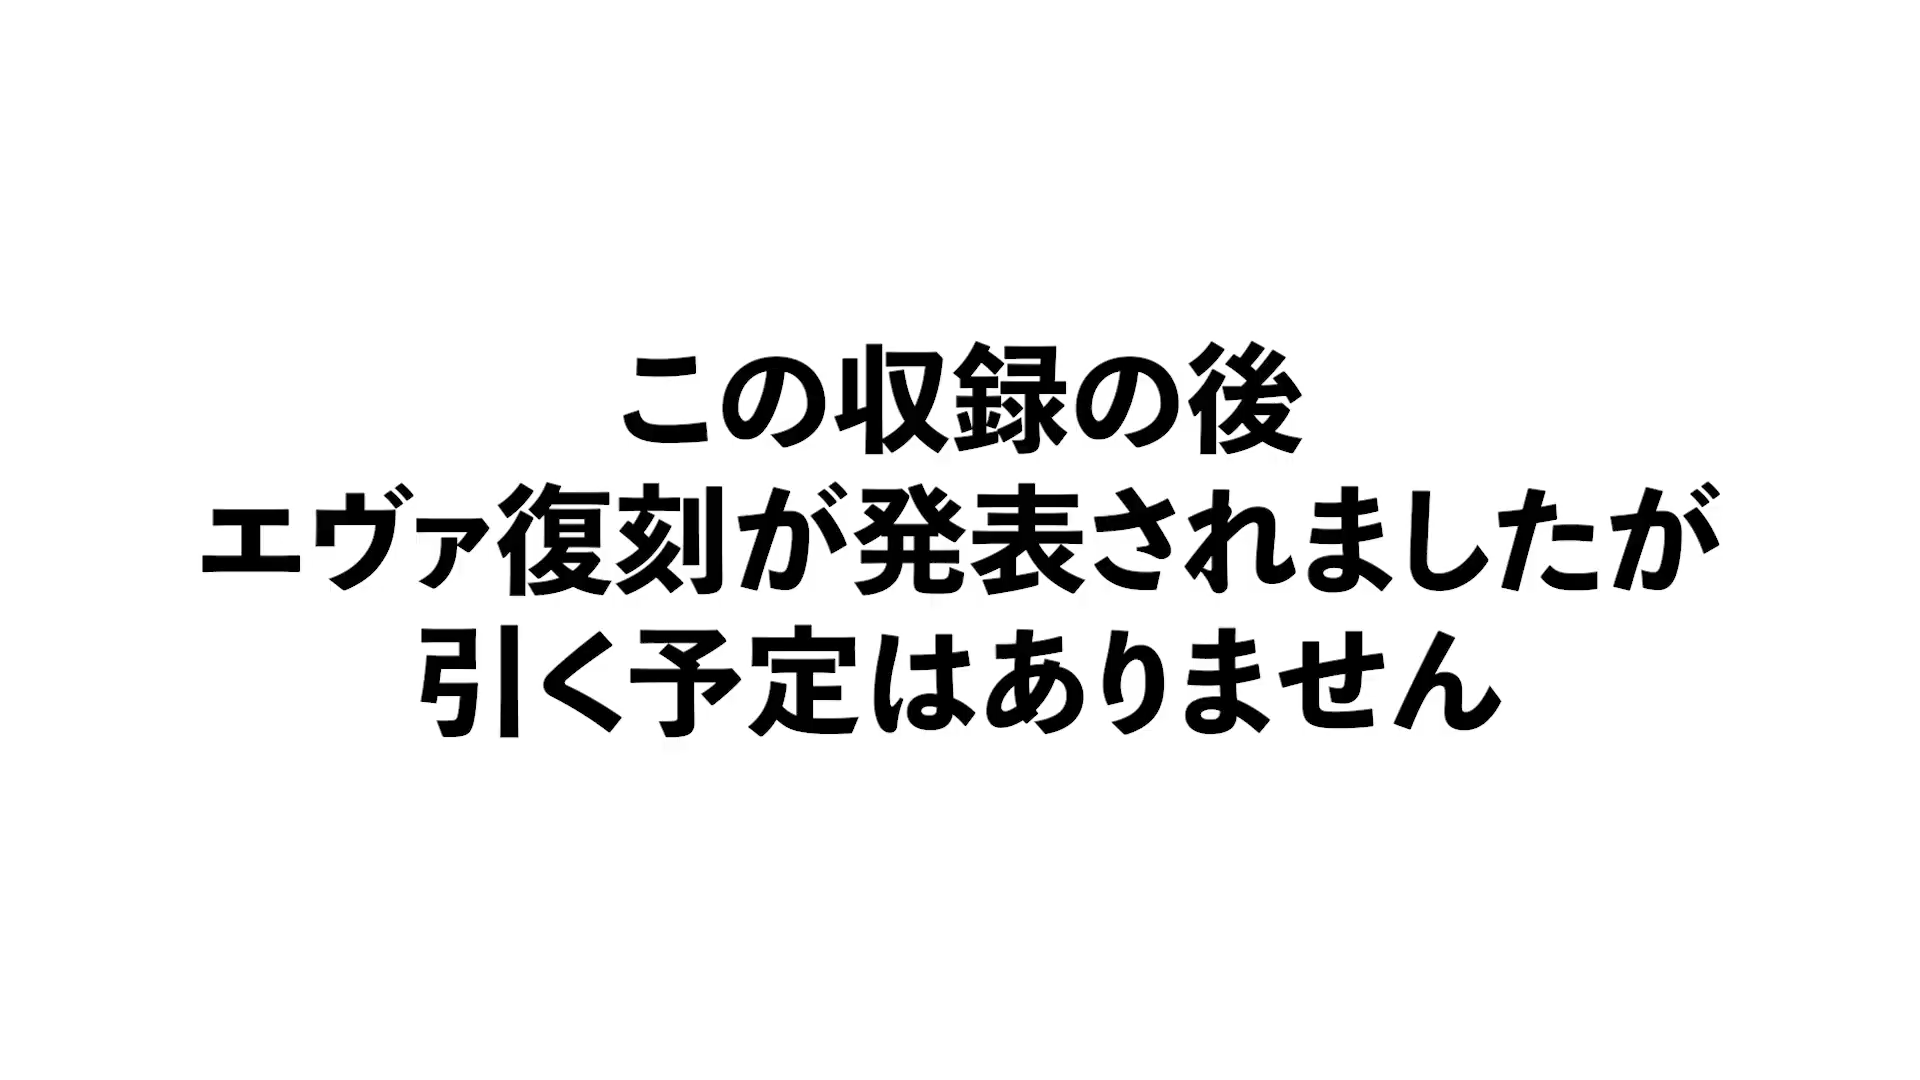 この収録の後
エヴァ復刻が発表されましたが
引く予定はありません